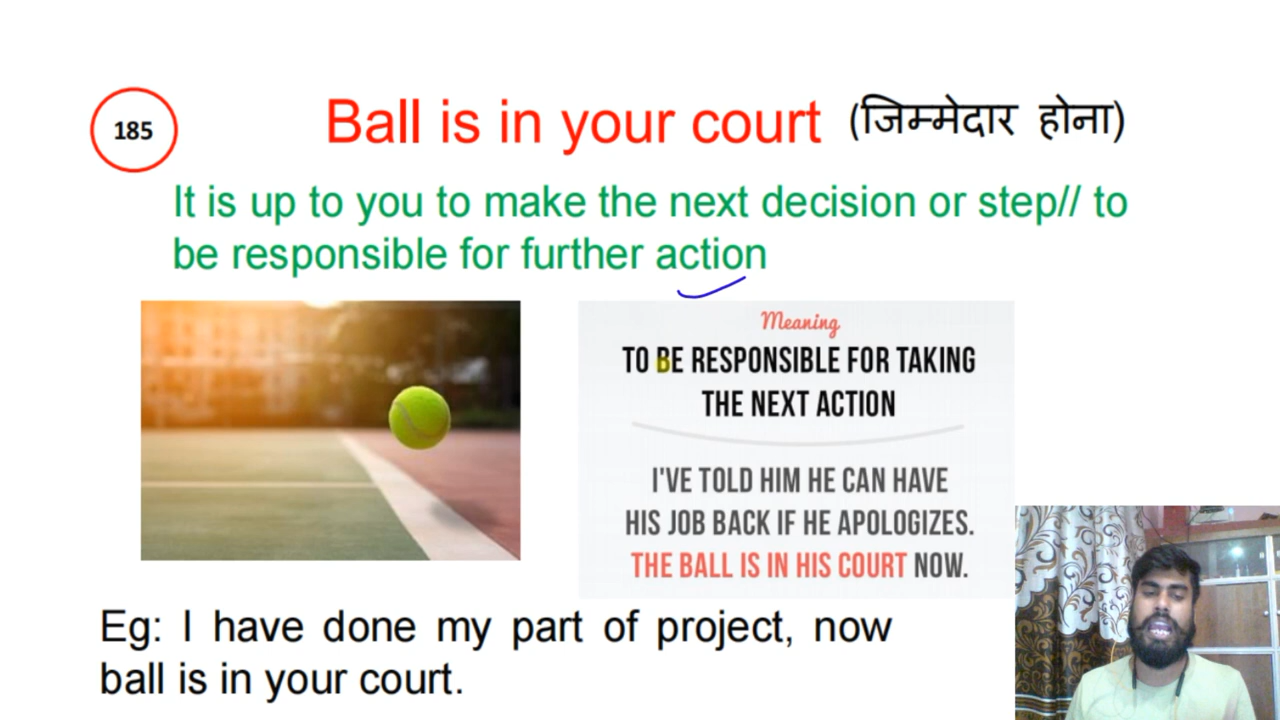 185
Ball is in your court (जिम्मेदार होना)
It is up to you to make the next decision or step// to
be responsible for further action
Meaning
TO BE RESPONSIBLE FOR TAKING
THE NEXT ACTION
I'VE TOLD HIM HE CAN HAVE
HIS JOB BACK IF HE APOLOGIZES.
THE BALL IS IN HIS COURT NOW.
Eg: I have done my part of project, now
ball is in your court.